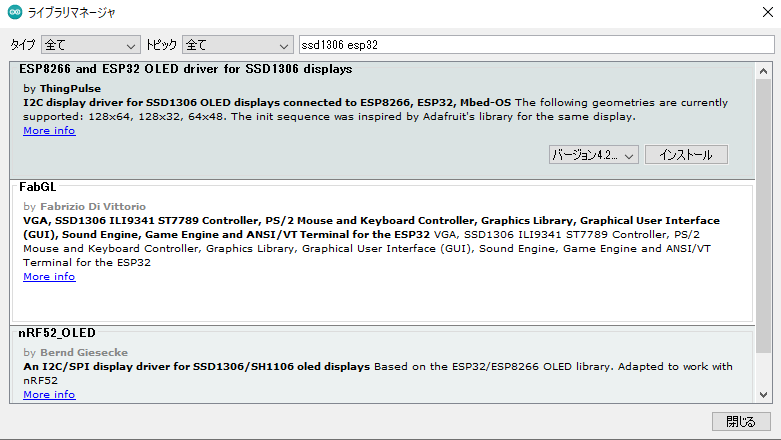 ライブラリマネージャ
タイプ 全て トピック 全て ssd1306 esp32
ESP8266 and ESP32 OLED driver for SSD1306 displays
by ThingPulse
I2C display driver for SSD1306 OLED displays connected to ESP8266, ESP32, Mbed-OS The following geometries are currently
supported: 128x64, 128x32, 64x48. The init sequence was inspired by Adafruit's library for the same display.
More info
バージョン4.2... インストール
FabGL
by Fabrizio Di Vittorio
VGA, SSD1306 ILI9341 ST7789 Controller, PS/2 Mouse and Keyboard Controller, Graphics Library, Graphical User Interface
(GUI), Sound Engine, Game Engine and ANSI/VT Terminal for the ESP32 VGA, SSD1306 ILI9341 ST7789 Controller, PS/2
Mouse and Keyboard Controller, Graphics Library, Graphical User Interface (GUI), Sound Engine, Game Engine and ANSI/VT
Terminal for the ESP32
More info
nRF52_OLED
by Bernd Giesecke
An I2C/SPI display driver for SSD1306/SH1106 oled displays Based on the ESP32/ESP8266 OLED library. Adapted to work with
nRF52
More info
閉じる